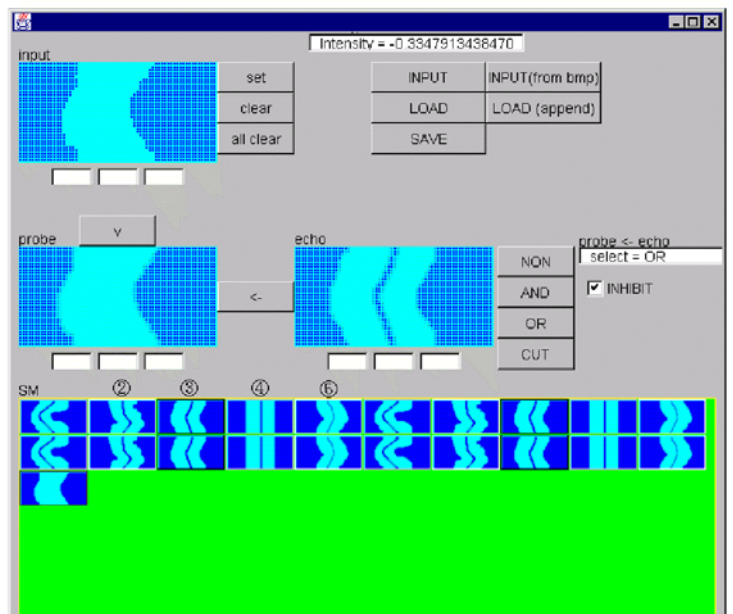 Intensity = -0.3347913438470
input
set
INPUT
INPUT(from bmp)
clear
LOAD
LOAD (append)
all clear
SAVE
probe
v
echo
probe <- echo
NON
select = OR
<-
AND
INHIBIT
OR
CUT
SM
②
③
④
⑥